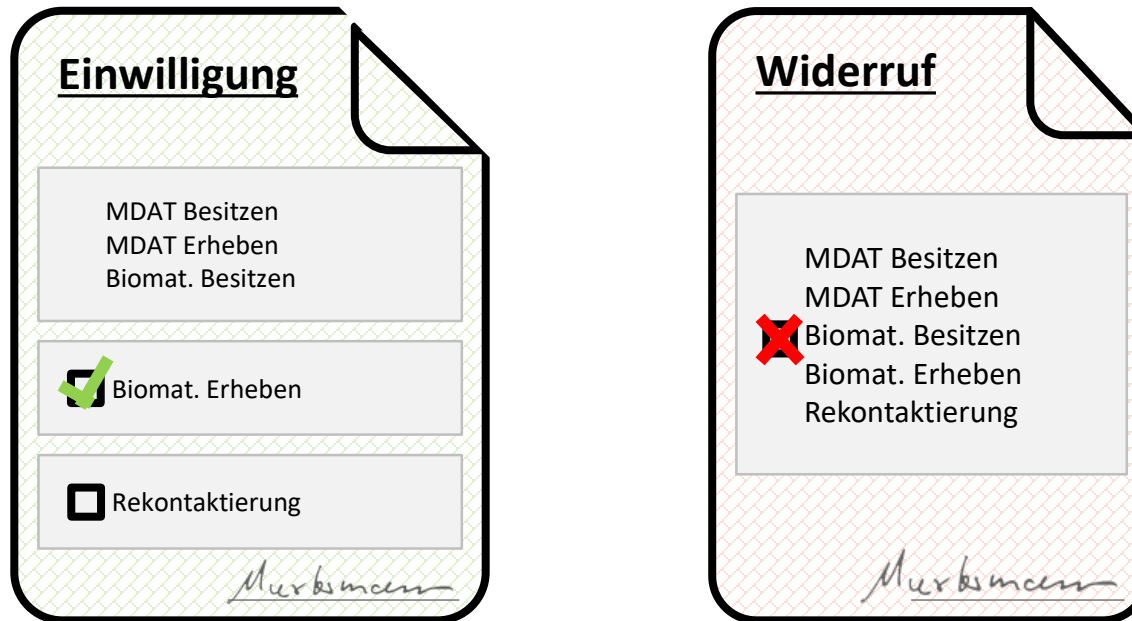 Einwilligung
MDAT Besitzen
MDAT Erheben
Biomat. Besitzen
Biomat. Erheben
Rekontaktierung
Widerruf
MDAT Besitzen
MDAT Erheben
Biomat. Besitzen
Biomat. Erheben
Rekontaktierung